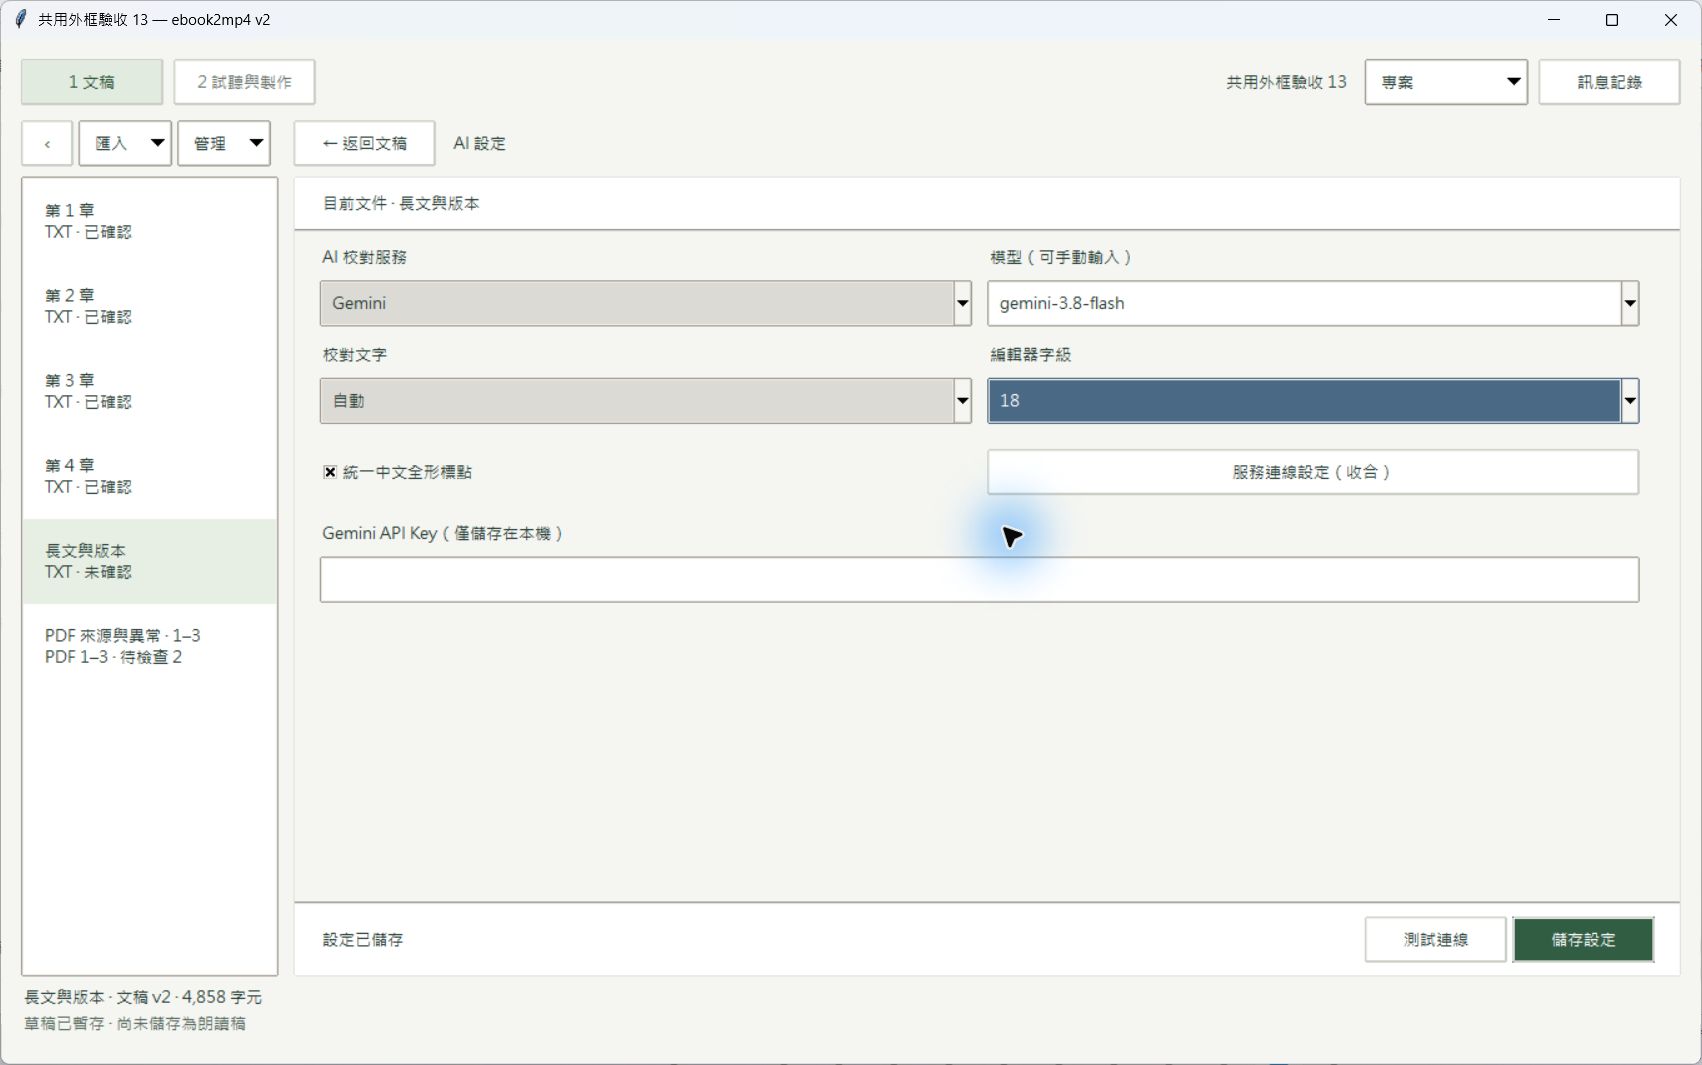 共用外框驗收 13 — ebook2mp4 v2
1 文稿
2 試聽與製作
共用外框驗收 13
專案
訊息記錄
‹
匯入
管理
← 返回文稿
AI 設定
第 1 章
TXT · 已確認
第 2 章
TXT · 已確認
第 3 章
TXT · 已確認
第 4 章
TXT · 已確認
長文與版本
TXT · 未確認
PDF 來源與異常 · 1–3
PDF 1–3 · 待檢查 2
目前文件 · 長文與版本
AI 校對服務
模型（可手動輸入）
Gemini
gemini-3.8-flash
校對文字
編輯器字級
自動
18
統一中文全形標點
服務連線設定（收合）
Gemini API Key（僅儲存在本機）
設定已儲存
測試連線
儲存設定
長文與版本 · 文稿 v2 · 4,858 字元
草稿已暫存 · 尚未儲存為朗讀稿